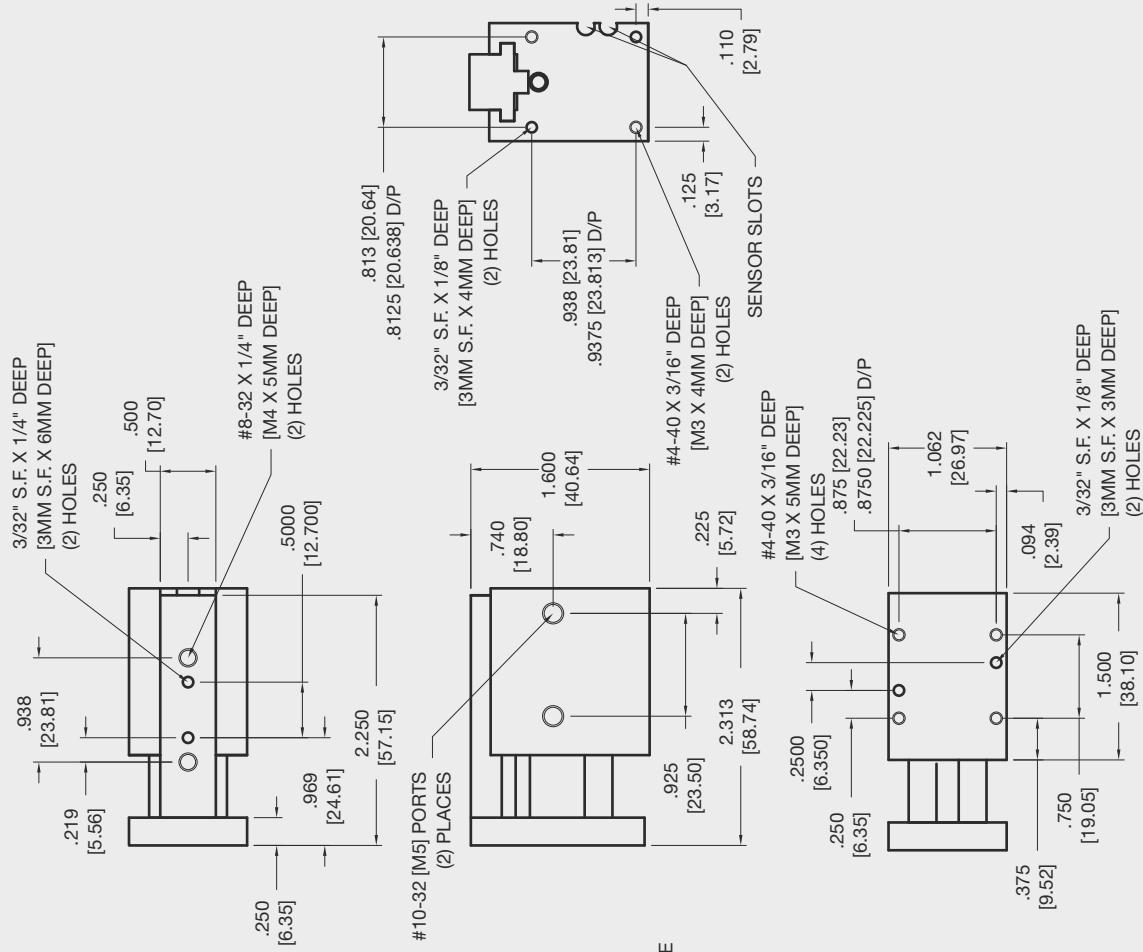 3/32" S.F. X 1/4" DEEP
[3MM S.F. X 6MM DEEP]
(2) HOLES
.250
[6.35]
.500
[12.70]
#8-32 X 1/4" DEEP
[M4 X 5MM DEEP]
(2) HOLES
.938
[23.81]
.5000
[12.700]
.219
[5.56]
.969
[24.61]
2.250
[57.15]
.250
[6.35]
#10-32 [M5] PORTS
(2) PLACES
.740
[18.80]
1.600
[40.64]
.225
[5.72]
.925
[23.50]
2.313
[58.74]
E
.813 [20.64]
.8125 [20.638] D/P
3/32" S.F. X 1/8" DEEP
[3MM S.F. X 4MM DEEP]
(2) HOLES
.938 [23.81]
.9375 [23.813] D/P
#4-40 X 3/16" DEEP
[M3 X 4MM DEEP]
(2) HOLES
.125
[3.17]
.110
[2.79]
SENSOR SLOTS
#4-40 X 3/16" DEEP
[M3 X 5MM DEEP]
(4) HOLES
.875 [22.23]
.8750 [22.225] D/P
1.062
[26.97]
.094
[2.39]
3/32" S.F. X 1/8" DEEP
[3MM S.F. X 3MM DEEP]
(2) HOLES
.2500
[6.350]
.250
[6.35]
.375
[9.52]
.750
[19.05]
1.500
[38.10]